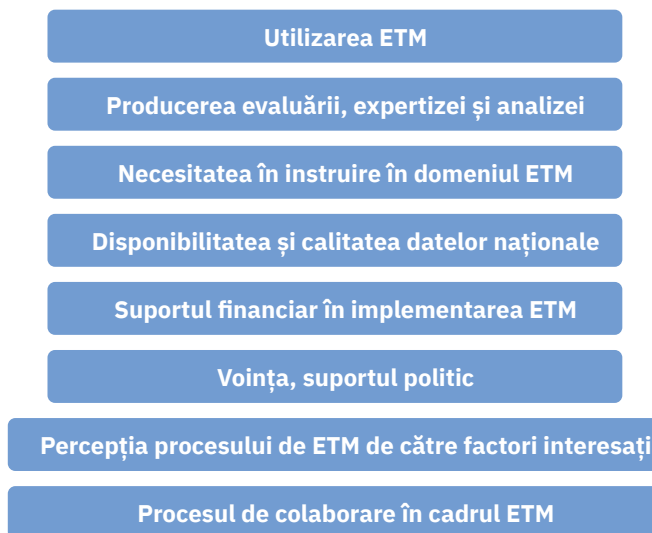 Utilizarea ETM
Producerea evaluării, expertizei și analizei
Necesitatea în instruire în domeniul ETM
Disponibilitatea și calitatea datelor naționale
Suportul financiar în implementarea ETM
Voința, suportul politic
Percepția procesului de ETM de către factori interesați
Procesul de colaborare în cadrul ETM